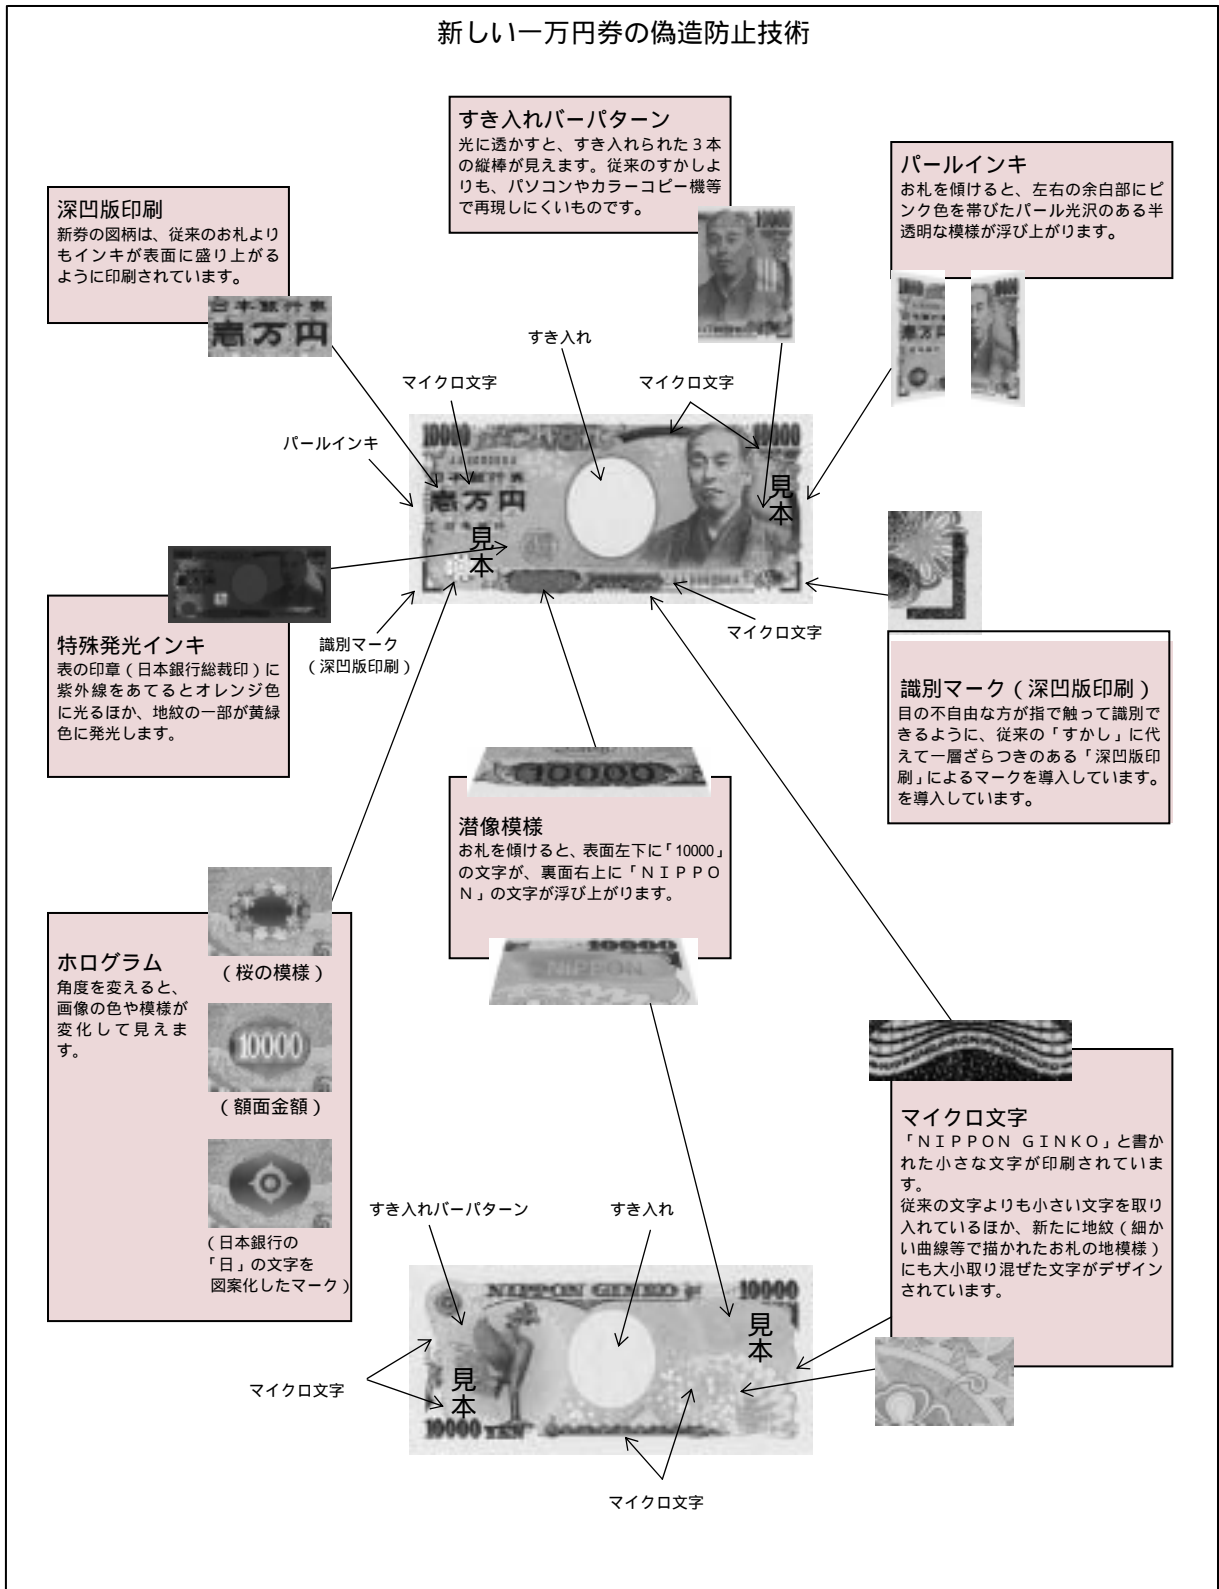 新しい一万円券の偽造防止技術
すき入れバーパターン
光に透かすと、すき入れられた3本
の縦棒が見えます。従来のすかしよ
りも、パソコンやカラーコピー機等
で再現しにくいものです。
パールインキ
お札を傾けると、左右の余白部にピ
ンク色を帯びたパール光沢のある半
透明な模様が浮び上がります。
深凹版印刷
新券の図柄は、従来のお札より
もインキが表面に盛り上がる
ように印刷されています。
10000
日本銀行券
壱万円
すき入れ
マイクロ文字
マイクロ文字
パールインキ
10000
10000
日本銀行券
壱万円
見本
見本
マイクロ文字
識別マーク
(深凹版印刷)
特殊発光インキ
表の印章(日本銀行総裁印)に
紫外線をあてるとオレンジ色
に光るほか、地紋の一部が黄緑
色に発光します。
識別マーク(深凹版印刷)
目の不自由な方が指で触って識別で
きるように、従来の「すかし」に代
えて一層ざらつきのある「深凹版印
刷」によるマークを導入しています。
を導入しています。
10000
潜像模様
お札を傾けると、表面左下に「10000」
の文字が、裏面右上に「NIPPO
N」の文字が浮び上がります。
10000
NIPPON
ホログラム
角度を変えると、
画像の色や模様が
変化して見えま
す。
(桜の模様)
10000
(額面金額)
(日本銀行の
「日」の文字を
図案化したマーク)
マイクロ文字
「NIPPON GINKO」と書か
れた小さな文字が印刷されていま
す。
従来の文字よりも小さい文字を取り
入れているほか、新たに地紋(細か
い曲線等で描かれたお札の地模様)
にも大小取り混ぜた文字がデザイン
されています。
すき入れバーパターン
すき入れ
NIPPON GINKO
10000
見本
見本
10000 YEN
マイクロ文字
マイクロ文字